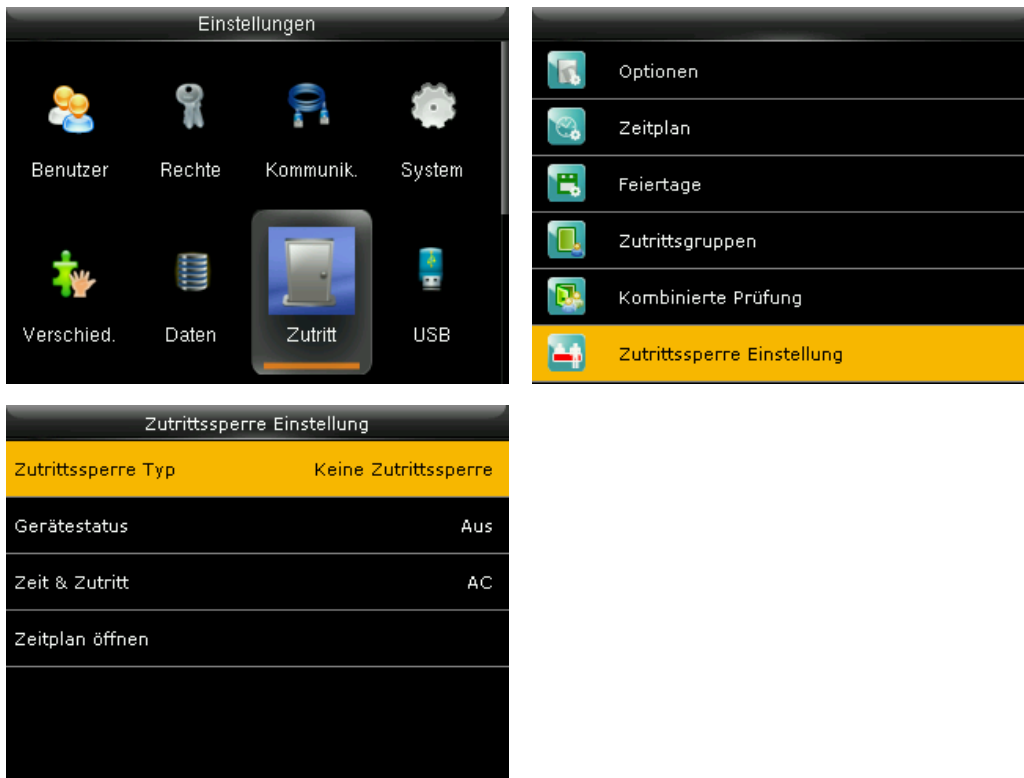 Einstellungen
Benutzer Rechte Kommunik. System
Verschied. Daten Zutritt USB
Optionen
Zeitplan
Feiertage
Zutrittsgruppen
Kombinierte Prüfung
Zutrittssperre Einstellung
Zutrittssperre Einstellung
Zutrittssperre Typ Keine Zutrittssperre
Gerätestatus Aus
Zeit & Zutritt AC
Zeitplan öffnen